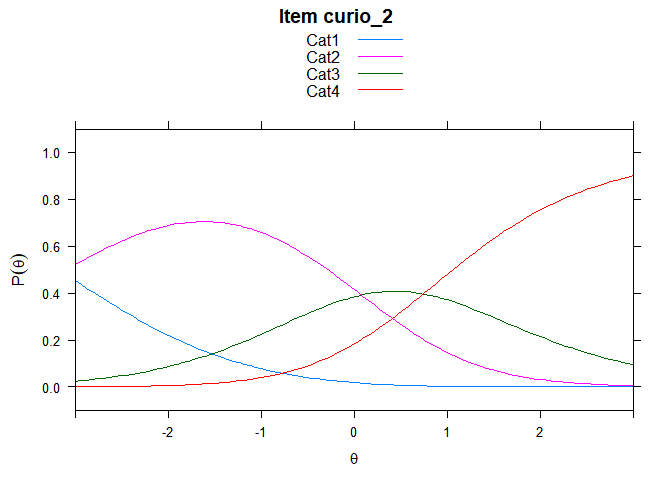 Item curio_2
Cat1
Cat2
Cat3
Cat4
1.0
0.8
0.6
0.4
0.2
0.0
P(θ)
-2 -1 0 1 2
θ